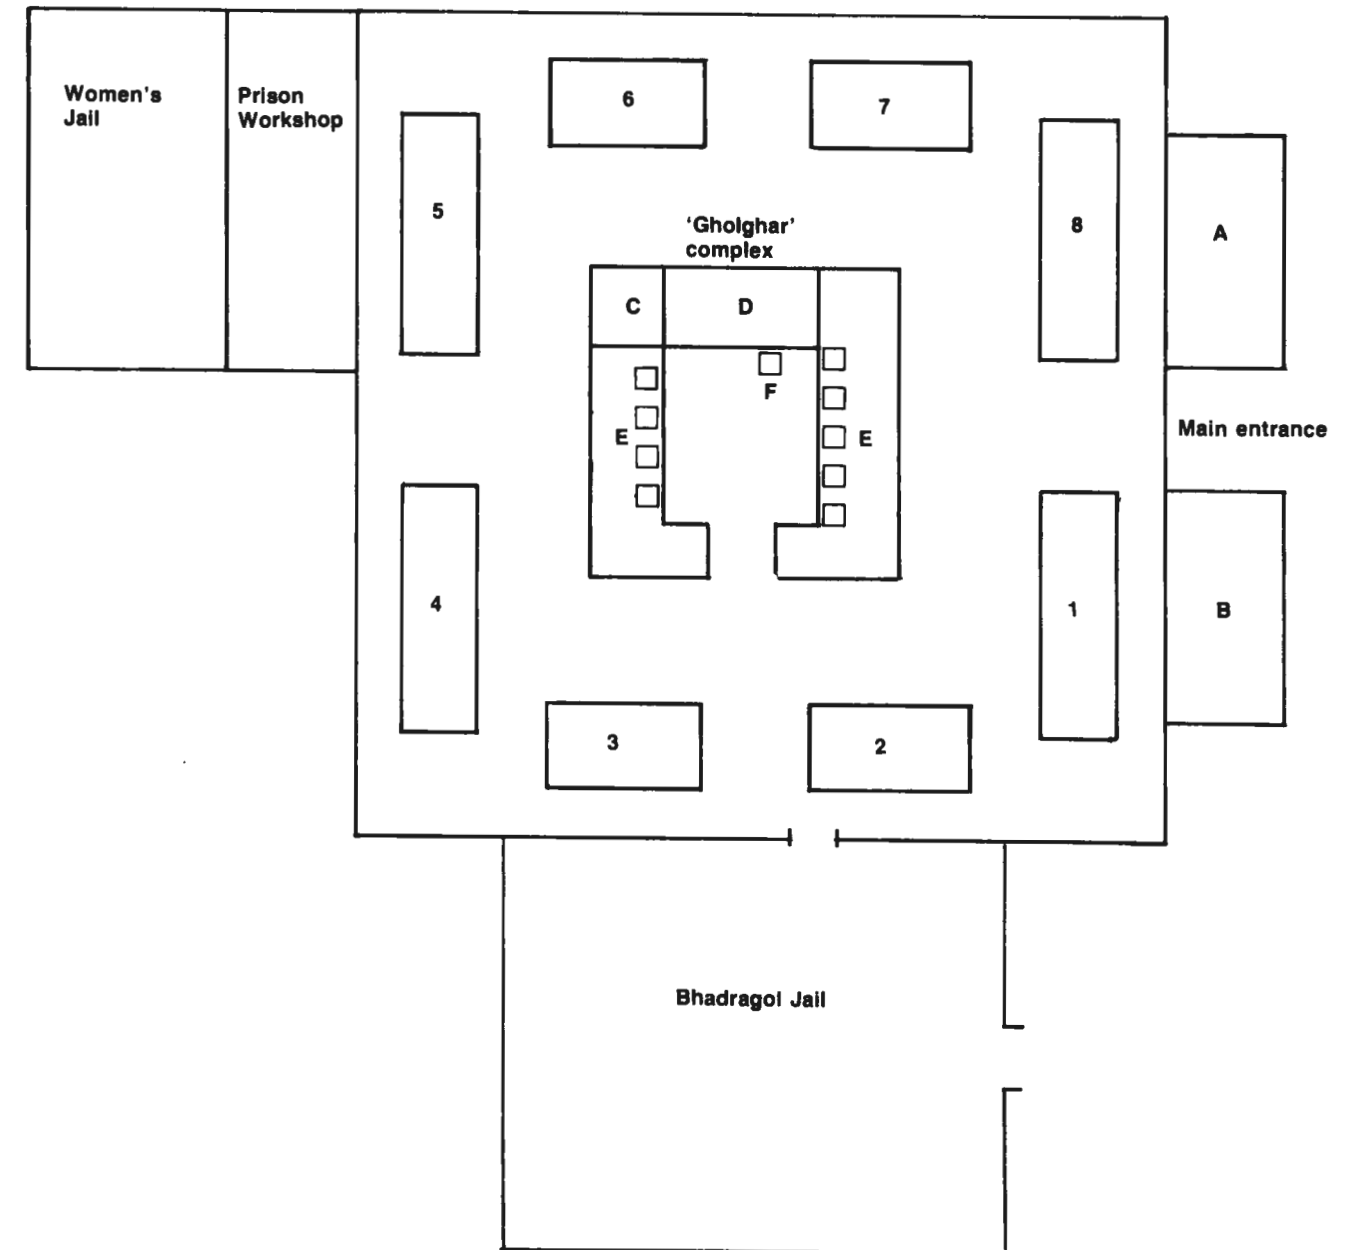 Women's
Jail
Prison
Workshop
6
7
5
8
A
'Gholghar'
complex
C
D
F
E
E
Main entrance
4
1
B
3
2
Bhadragol Jail